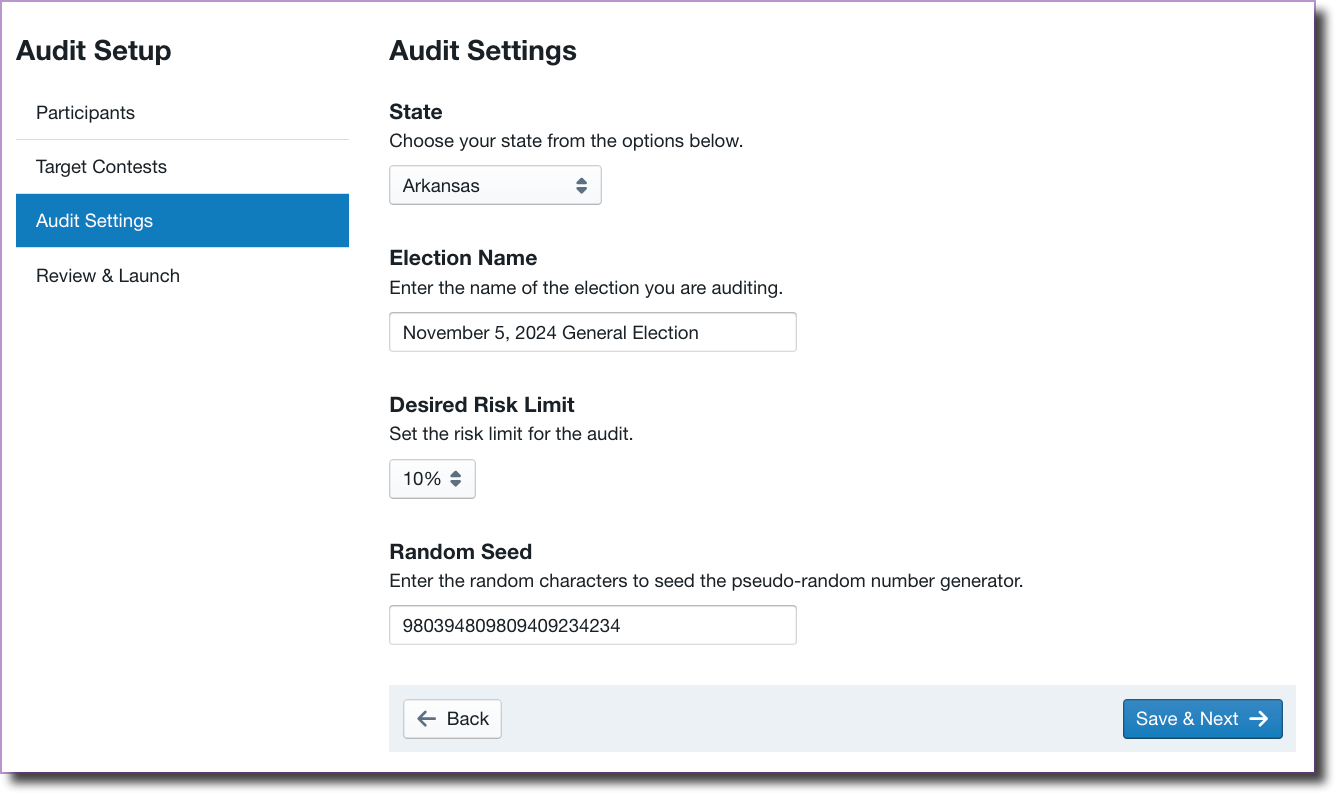 Audit Setup
Participants
Target Contests
Audit Settings
Review & Launch
Audit Settings
State
Choose your state from the options below.
Arkansas
Election Name
Enter the name of the election you are auditing.
November 5, 2024 General Election
Desired Risk Limit
Set the risk limit for the audit.
10%
Random Seed
Enter the random characters to seed the pseudo-random number generator.
980394809809409234234
Back
Save & Next